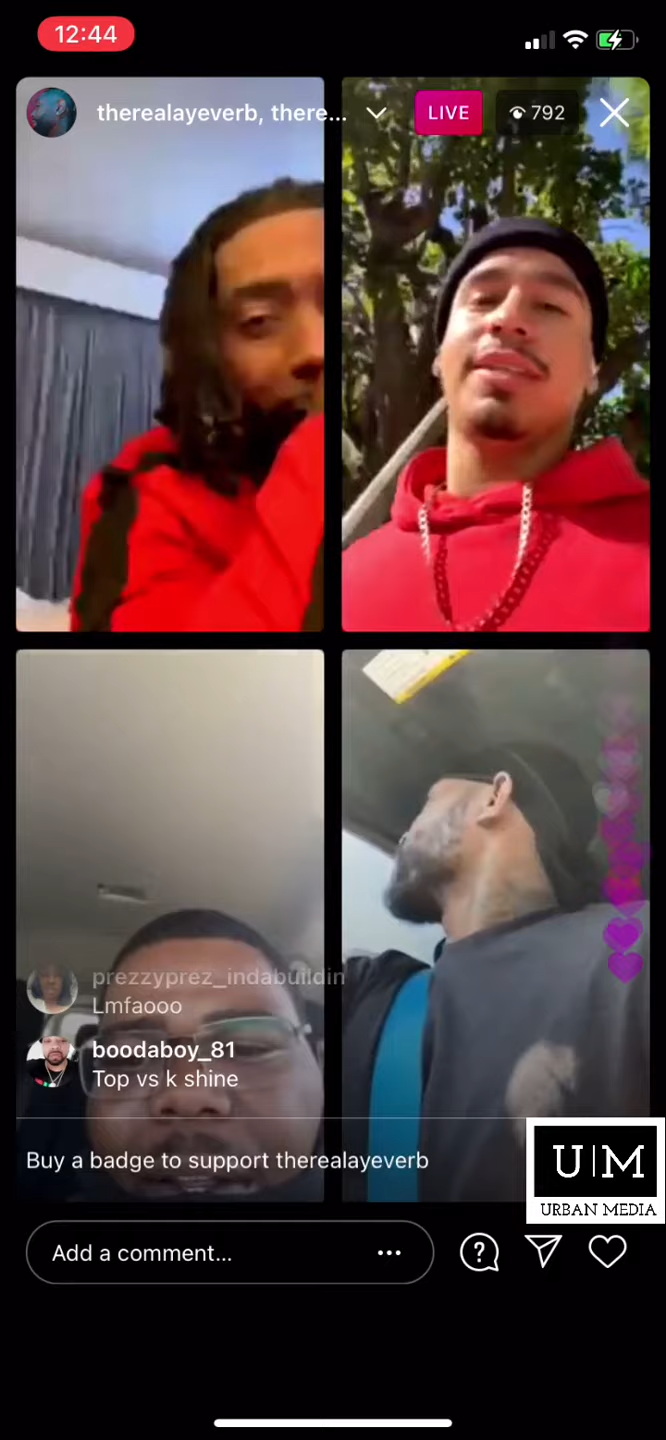 12:44
therealayeverb, there...
LIVE
792
prezzyprez_indabuildin
Lmfaooo
boodaboy_81
Top vs k shine
Buy a badge to support therealayeverb
U|M
URBAN MEDIA
Add a comment...